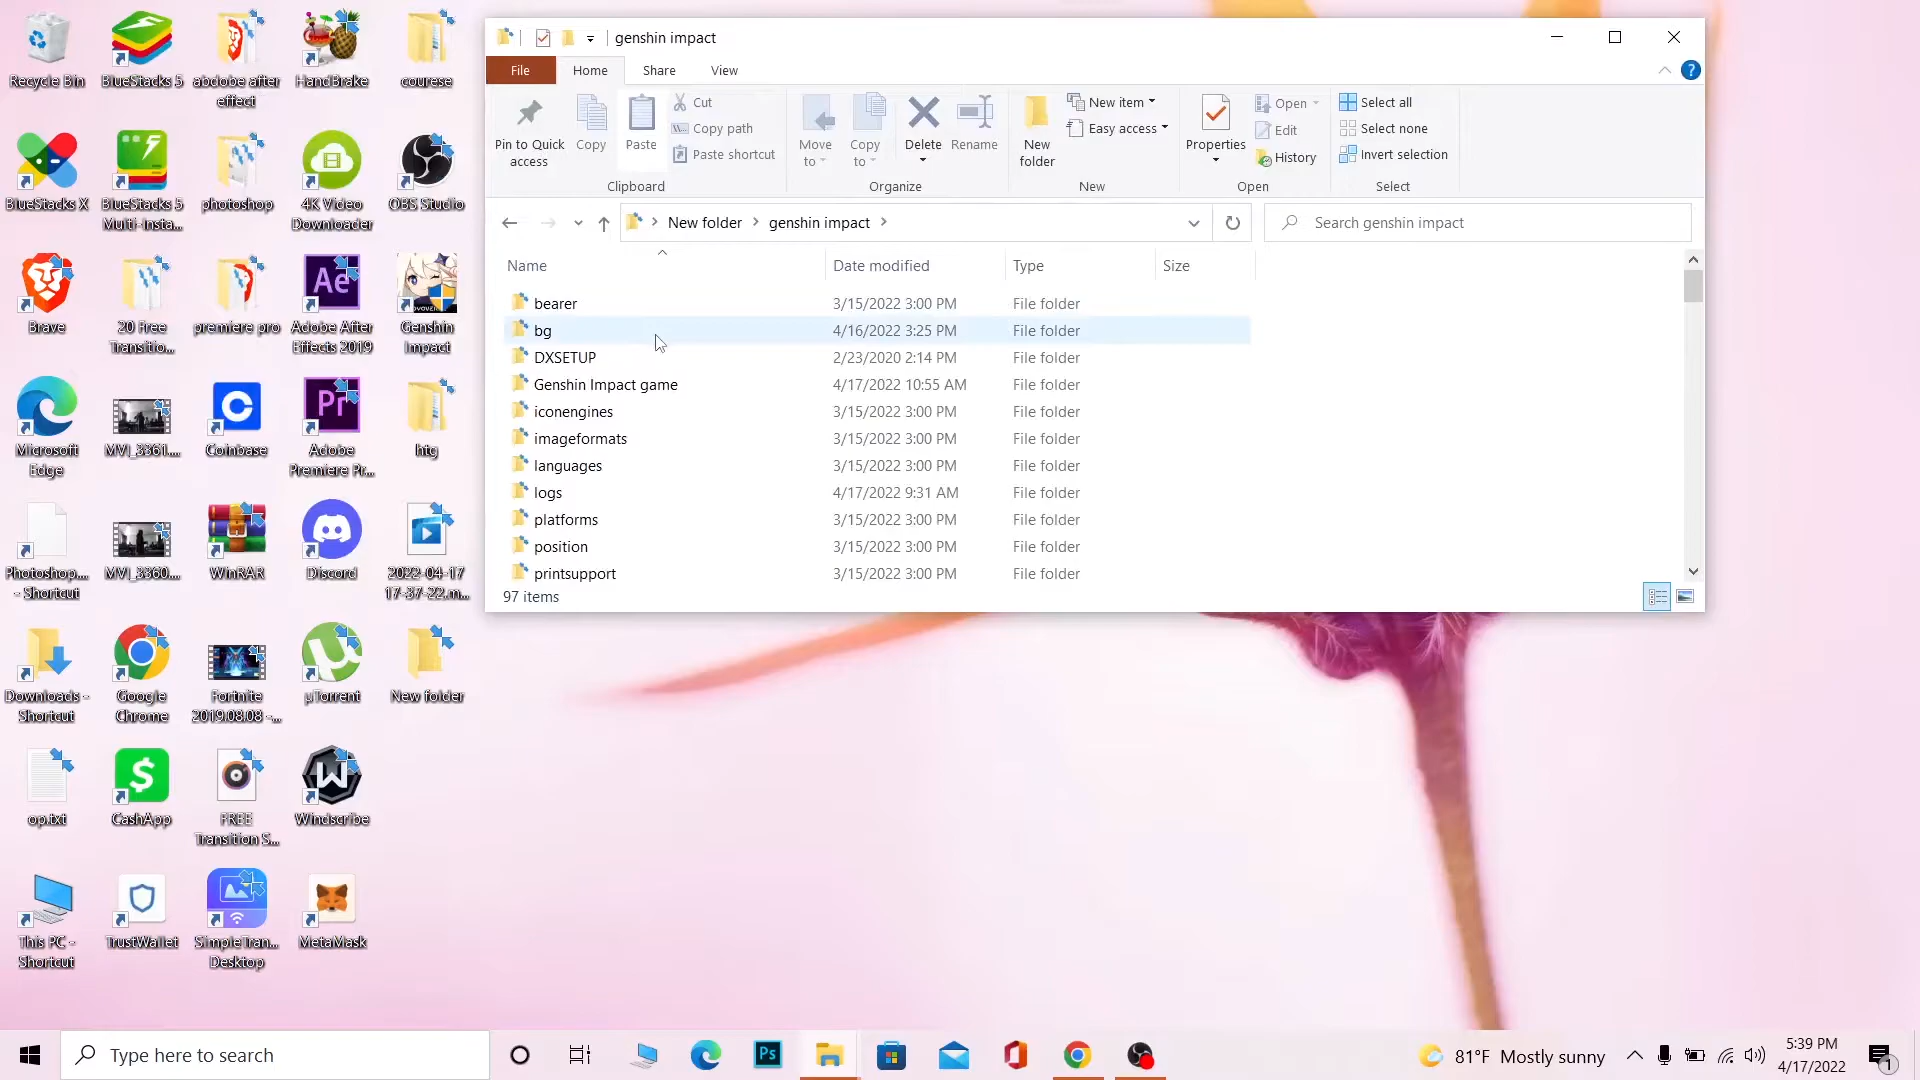 Recycle Bin
BlueStacks 5
abdobe after
effect
HandBrake
courese
BlueStacks X
BlueStacks 5
Multi-Insta...
photoshop
4K Video
Downloader
OBS Studio
Brave
20 Free
Transitio...
premiere pro
Adobe After
Effects 2019
Genshin
Impact
Microsoft
Edge
MVI_3361....
Coinbase
Adobe
Premiere Pr...
htg
Photoshop....
- Shortcut
MVI_3360....
WinRAR
Discord
2022-04-17
17-37-22.m...
Downloads -
Shortcut
Google
Chrome
Fortnite
2019.08.08 -...
µTorrent
New folder
op.txt
CashApp
FREE
Transition S...
Windscribe
This PC -
Shortcut
TrustWallet
SimpleTran...
Desktop
MetaMask
genshin impact
File
Home
Share
View
Pin to Quick
access
Copy
Paste
Cut
Copy path
Paste shortcut
Clipboard
Move
to
Copy
to
Delete
Rename
Organize
New
folder
New item
Easy access
New
Properties
Open
Edit
History
Open
Select all
Select none
Invert selection
Select
New folder
genshin impact
Search genshin impact
Name Date modified Type Size
bearer 3/15/2022 3:00 PM File folder
bg 4/16/2022 3:25 PM File folder
DXSETUP 2/23/2020 2:14 PM File folder
Genshin Impact game 4/17/2022 10:55 AM File folder
iconengines 3/15/2022 3:00 PM File folder
imageformats 3/15/2022 3:00 PM File folder
languages 3/15/2022 3:00 PM File folder
logs 4/17/2022 9:31 AM File folder
platforms 3/15/2022 3:00 PM File folder
position 3/15/2022 3:00 PM File folder
printsupport 3/15/2022 3:00 PM File folder
97 items
Type here to search
Ps
81°F Mostly sunny
5:39 PM
4/17/2022
1